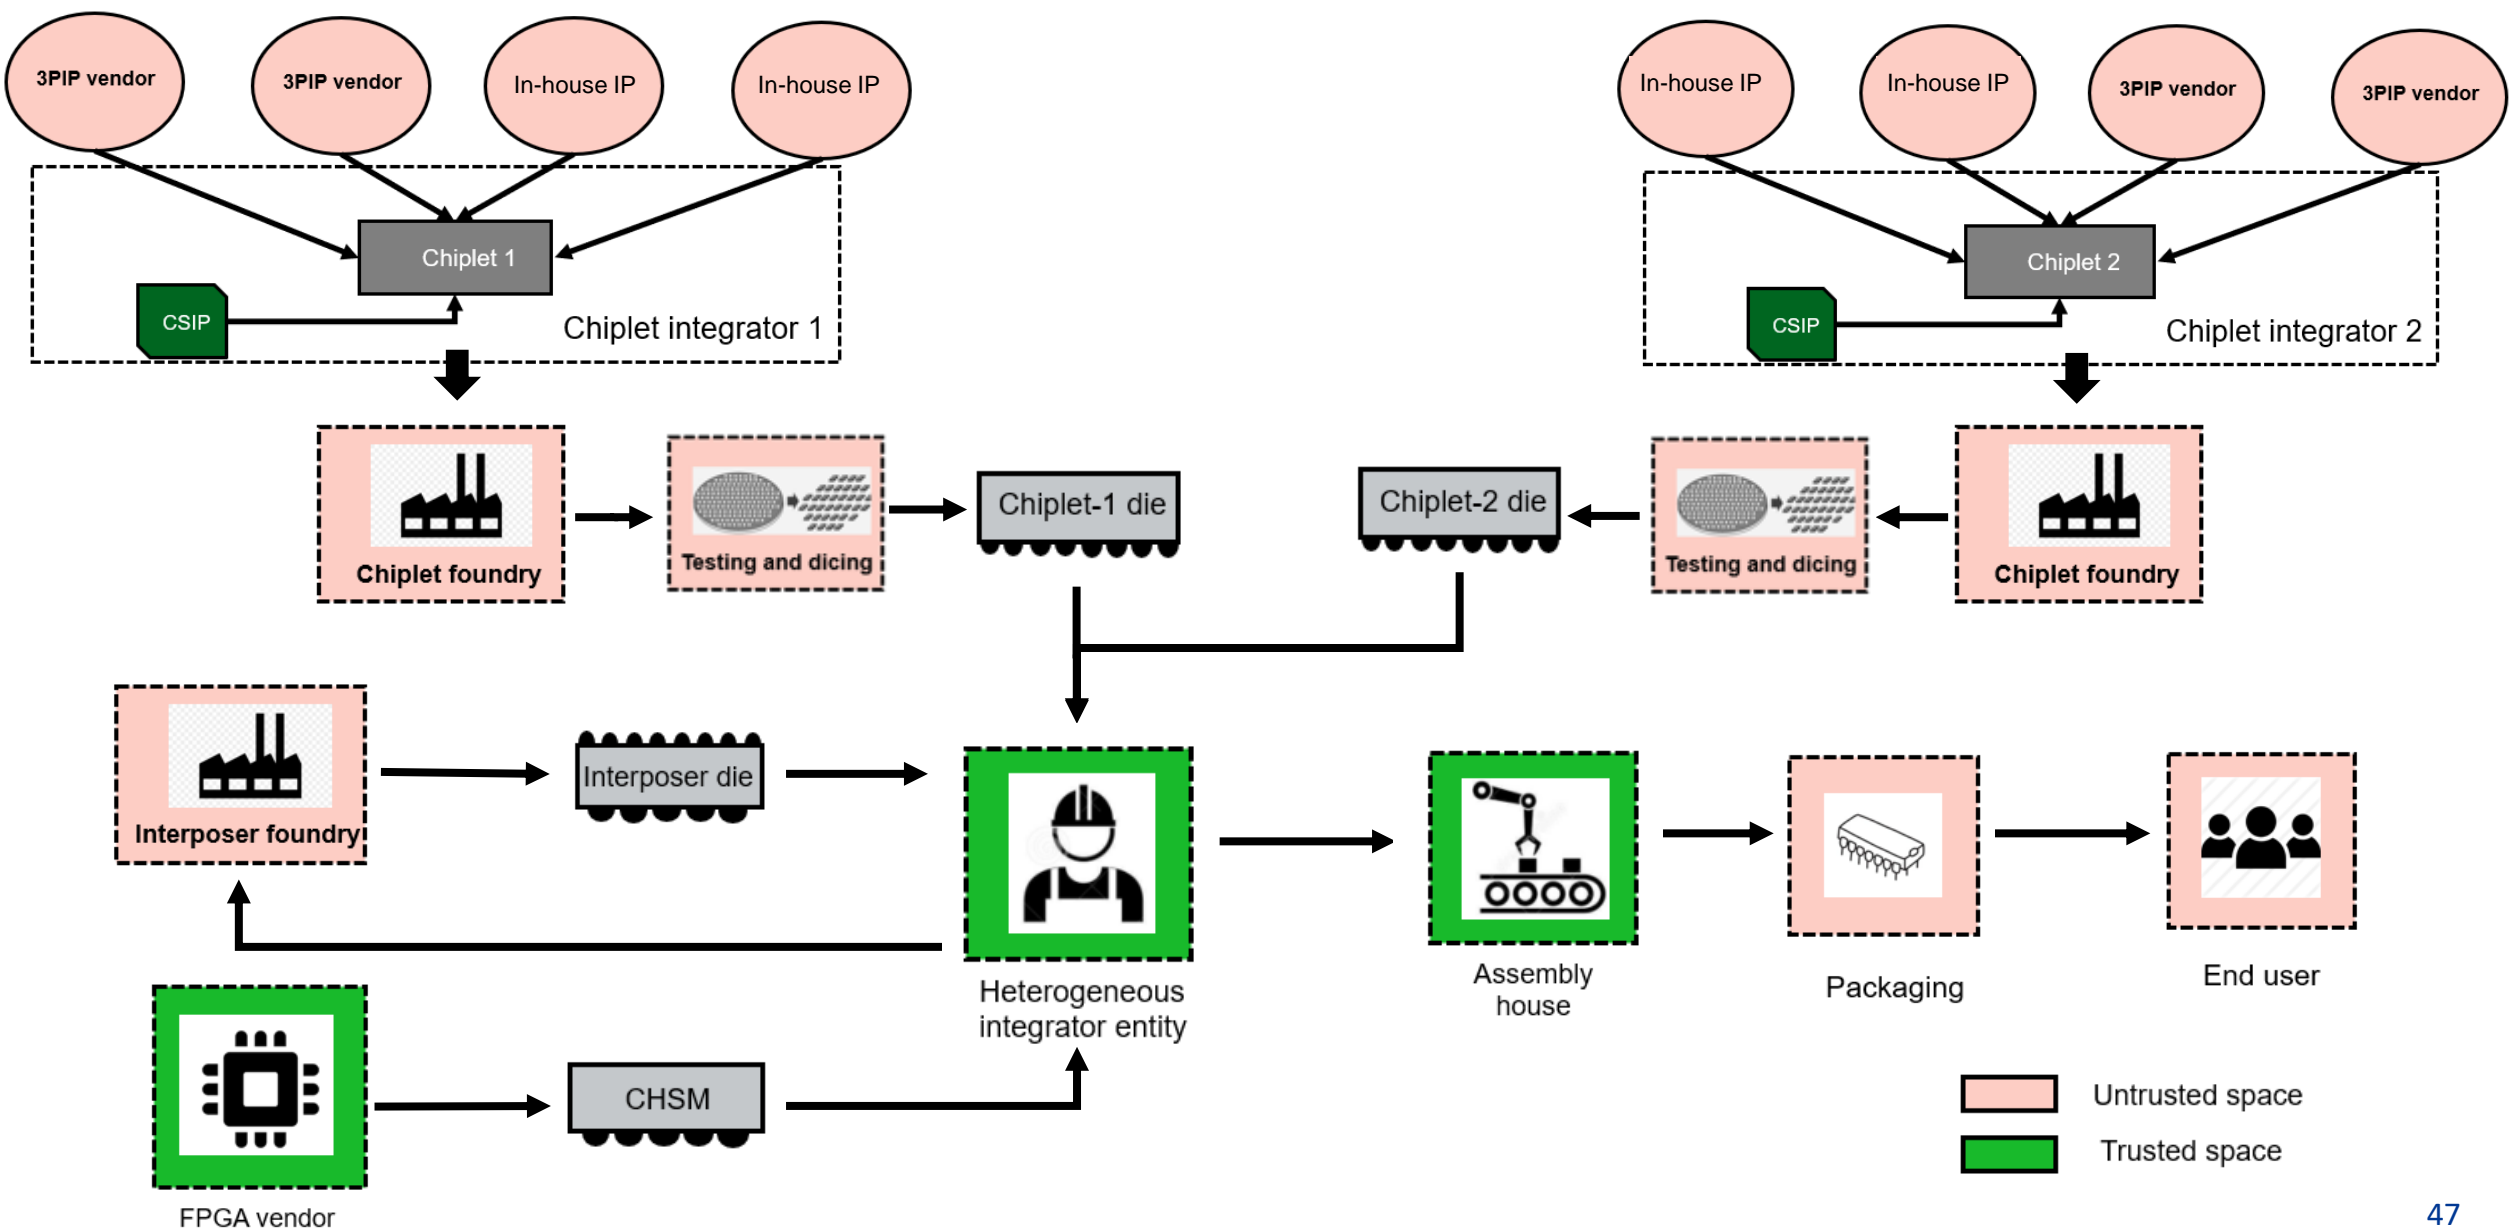 3PIP vendor
3PIP vendor
In-house IP
In-house IP
In-house IP
In-house IP
3PIP vendor
3PIP vendor
Chiplet 1
CSIP
Chiplet integrator 1
Chiplet 2
CSIP
Chiplet integrator 2
Chiplet foundry
Testing and dicing
Chiplet-1 die
Chiplet-2 die
Testing and dicing
Chiplet foundry
Interposer foundry
Interposer die
Heterogeneous
integrator entity
Assembly
house
Packaging
End user
FPGA vendor
CHSM
Untrusted space
Trusted space
47